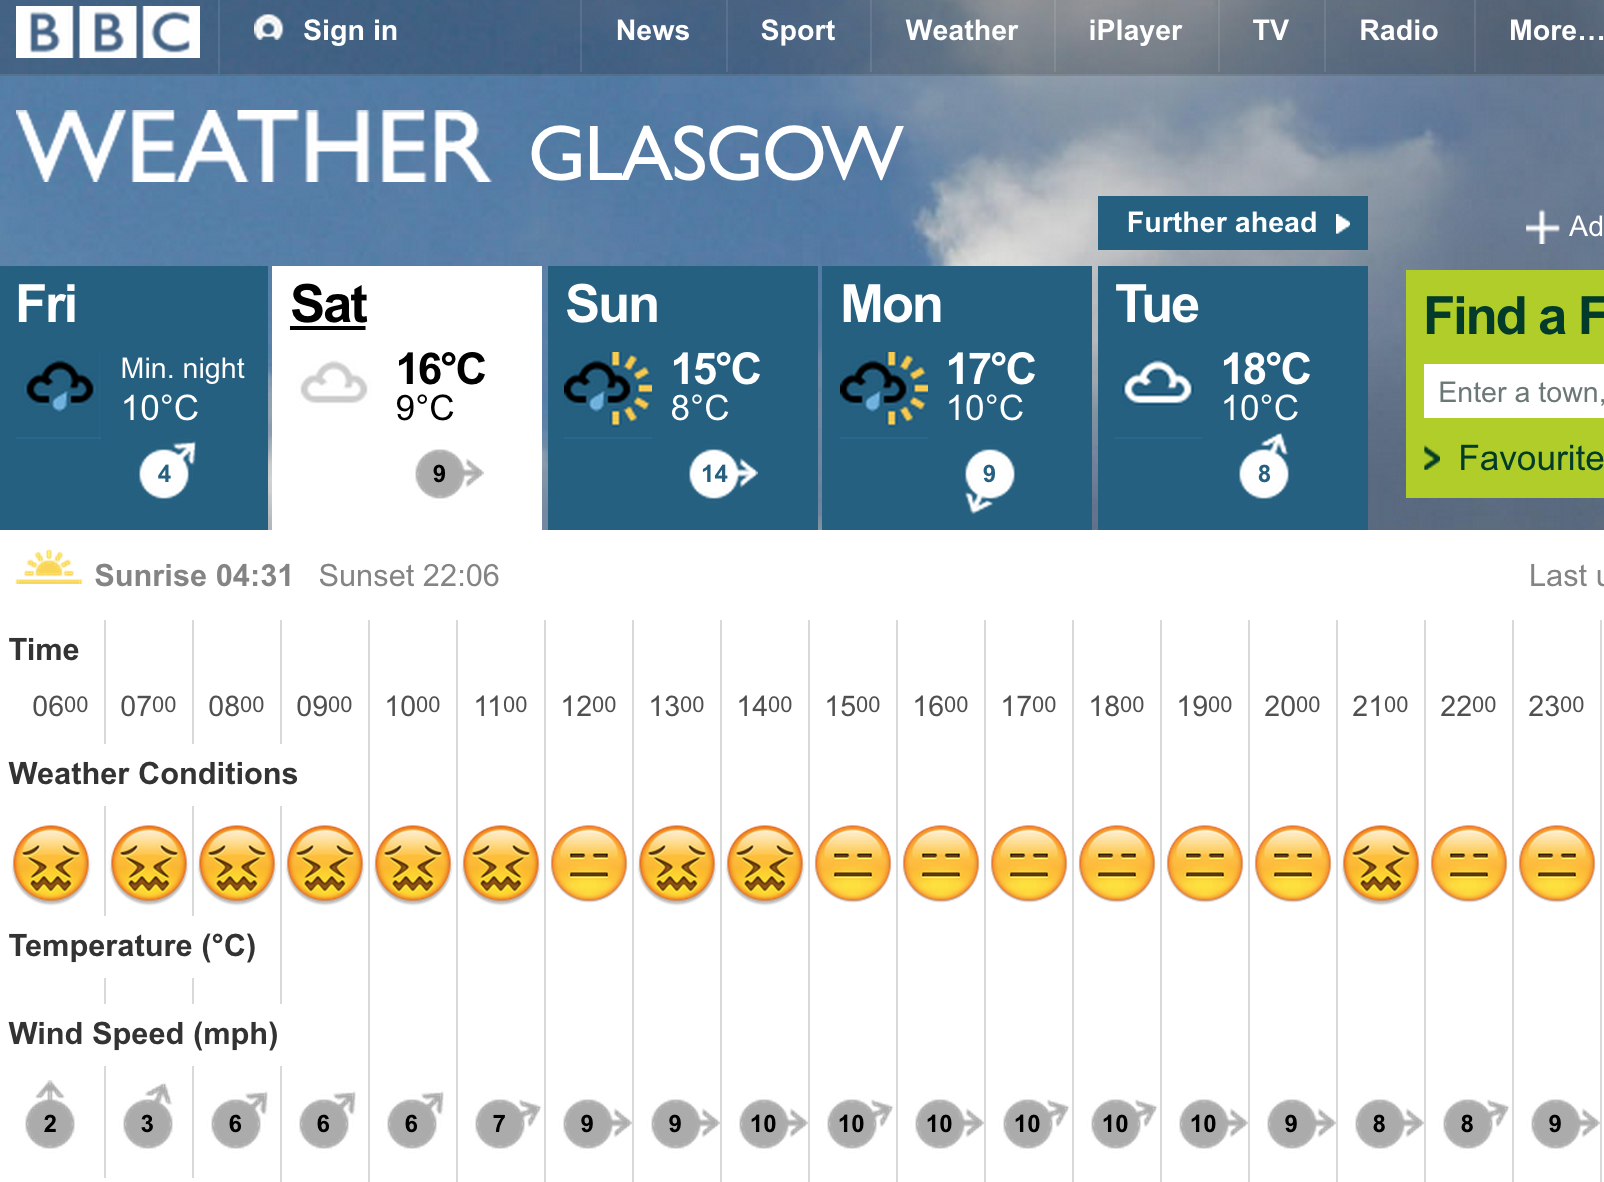 BBC Sign in News Sport Weather iPlayer TV Radio More...
WEATHER GLASGOW
Further ahead
Fri Sat Sun Mon Tue
Find a F
Min. night 16°C 15°C 17°C 18°C
10°C 9°C 8°C 10°C 10°C
Enter a town,
4 9 14 9 8
Favourite
Sunrise 04:31 Sunset 22:06 Last u
Time
0600 0700 0800 0900 1000 1100 1200 1300 1400 1500 1600 1700 1800 1900 2000 2100 2200 2300
Weather Conditions
Temperature (°C)
Wind Speed (mph)
2 3 6 6 6 7 9 9 10 10 10 10 10 10 9 8 8 9